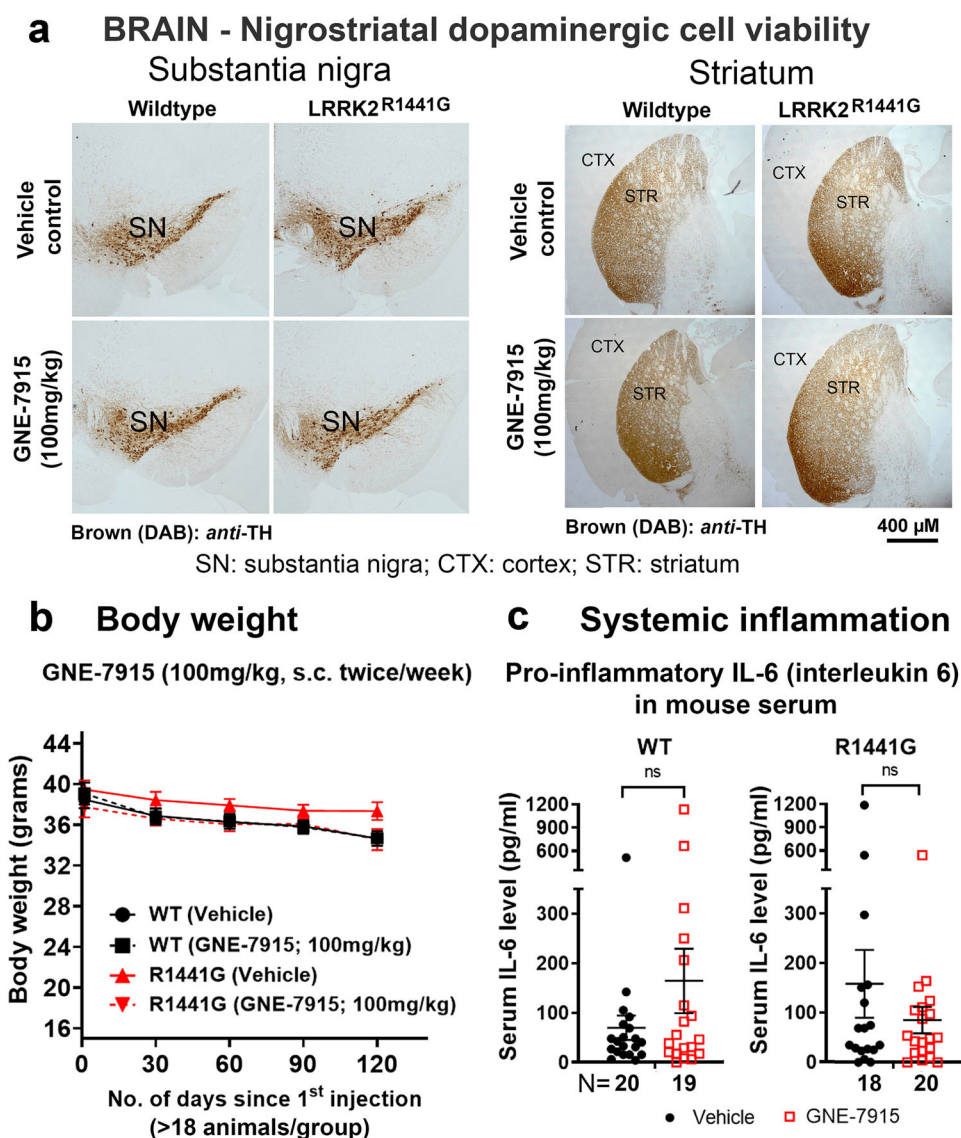 a BRAIN - Nigrostriatal dopaminergic cell viability
Substantia nigra
Striatum
Wildtype LRRK2^R1441G
Wildtype LRRK2^R1441G
Vehicle
control
SN
SN
CTX
STR
CTX
STR
GNE-7915
(100mg/kg)
SN
SN
CTX
STR
CTX
STR
Vehicle
control
GNE-7915
(100mg/kg)
Brown (DAB): anti-TH
Brown (DAB): anti-TH
400 µM
SN: substantia nigra; CTX: cortex; STR: striatum
b Body weight
GNE-7915 (100mg/kg, s.c. twice/week)
Body weight (grams)
44
40
36
32
28
24
20
16
WT (Vehicle)
WT (GNE-7915; 100mg/kg)
R1441G (Vehicle)
R1441G (GNE-7915; 100mg/kg)
0 30 60 90 120
No. of days since 1st injection
(>18 animals/group)
c Systemic inflammation
Pro-inflammatory IL-6 (interleukin 6)
in mouse serum
WT
ns
Serum IL-6 level (pg/ml)
1200
900
600
300
200
100
0
N= 20 19
R1441G
ns
Serum IL-6 level (pg/ml)
1200
900
600
300
200
100
0
18 20
Vehicle GNE-7915